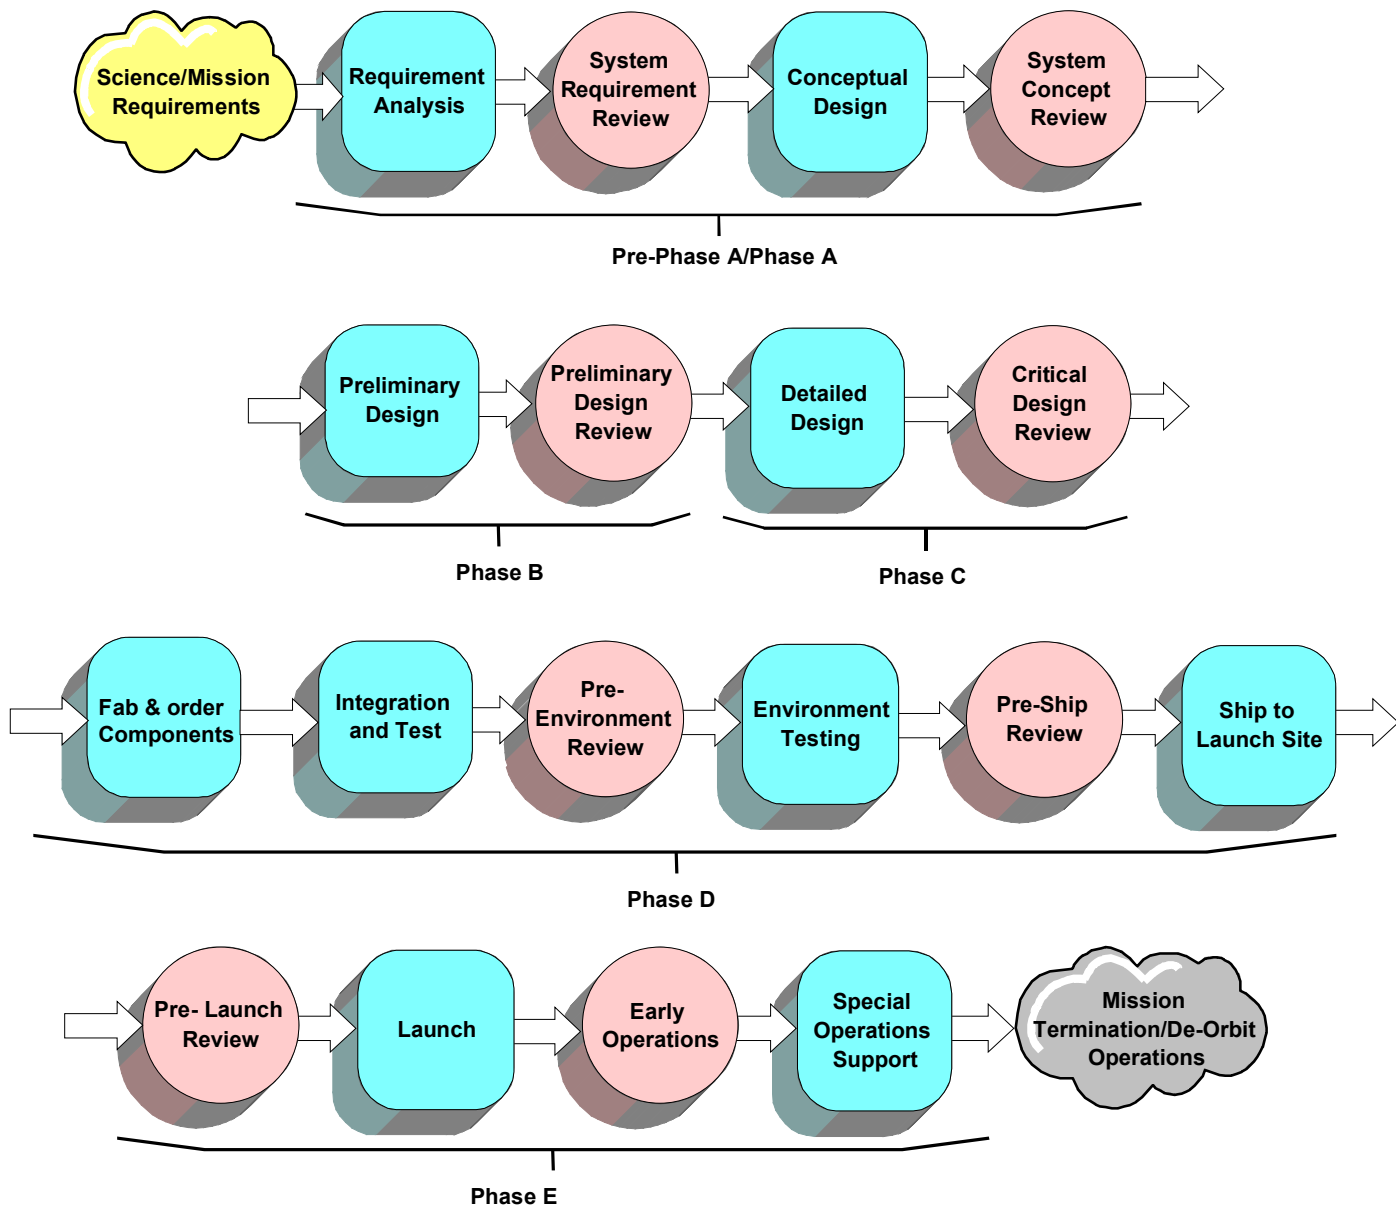 Science/Mission
Requirements
Requirement
Analysis
System
Requirement
Review
Conceptual
Design
System
Concept
Review
Pre-Phase A/Phase A
Preliminary
Design
Preliminary
Design
Review
Detailed
Design
Critical
Design
Review
Phase B
Phase C
Fab & order
Components
Integration
and Test
Pre-
Environment
Review
Environment
Testing
Pre-Ship
Review
Ship to
Launch Site
Phase D
Pre- Launch
Review
Launch
Early
Operations
Special
Operations
Support
Mission
Termination/De-Orbit
Operations
Phase E